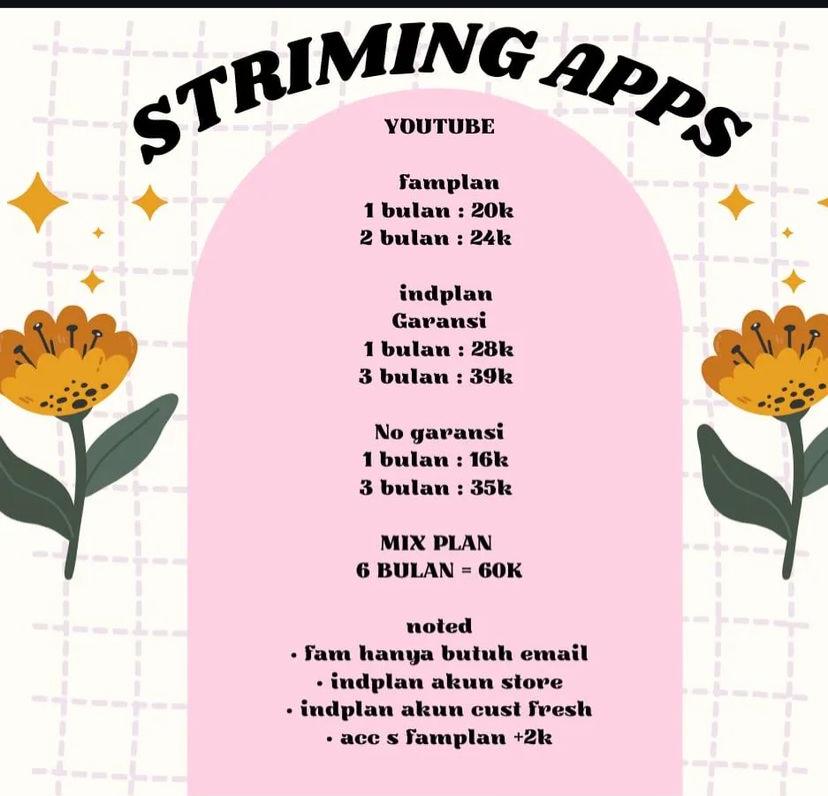 STRIMING APPS
YOUTUBE
famplan
1 bulan : 20k
2 bulan : 24k
indplan
Garansi
1 bulan : 28k
3 bulan : 39k
No garansi
1 bulan : 16k
3 bulan : 35k
MIX PLAN
6 BULAN = 60K
noted
• fam hanya butuh email
• indplan akun store
• indplan akun cust fresh
• acc s famplan +2k